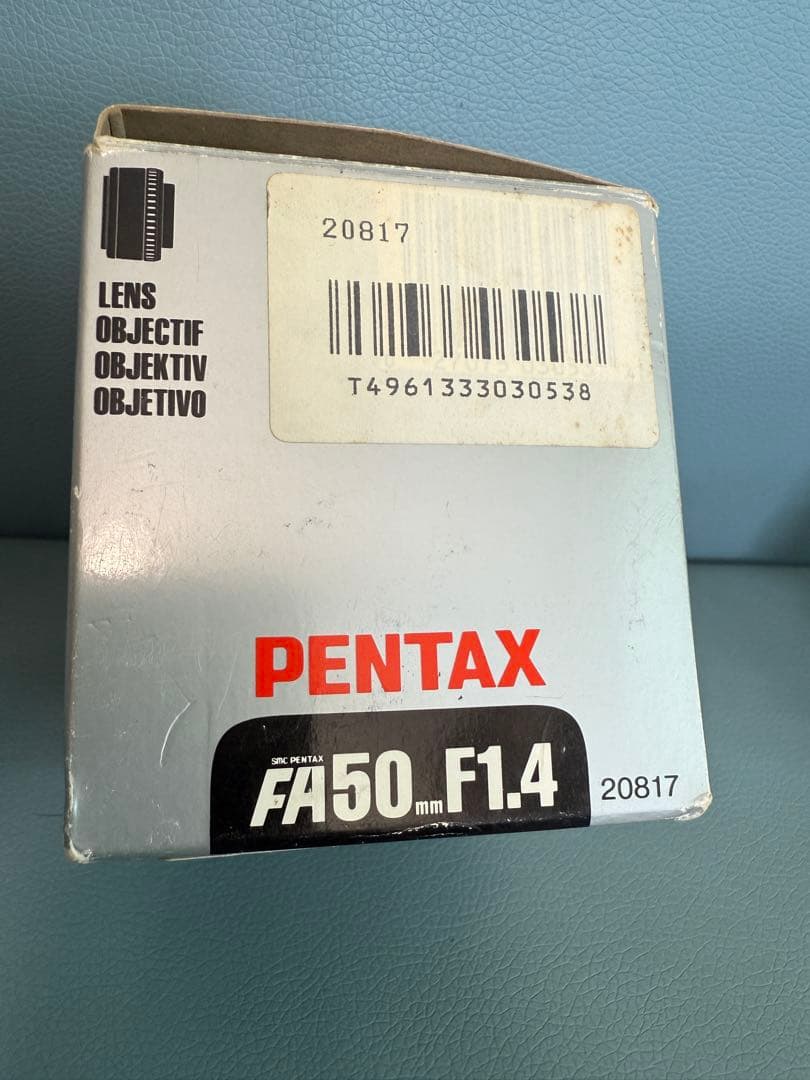 20817
T4961333030538
LENS
OBJECTIF
OBJEKTIV
OBJETIVO
PENTAX
smc PENTAX
FA50mm F1.4
20817